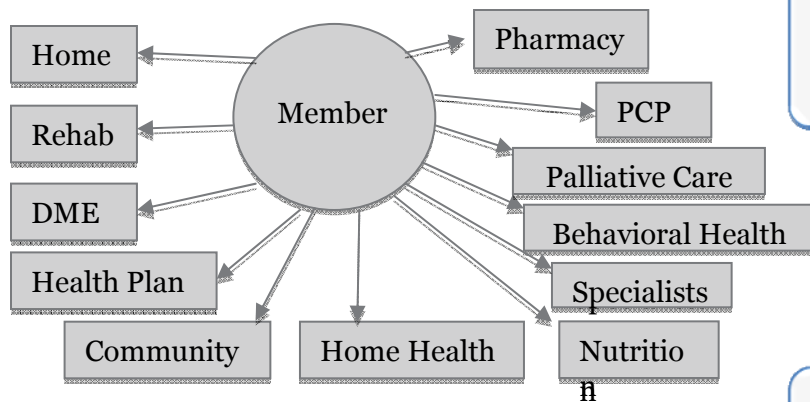 Home
Pharmacy
Member
PCP
Rehab
Palliative Care
DME
Behavioral Health
Health Plan
Specialists
Community
Home Health
Nutritio
n